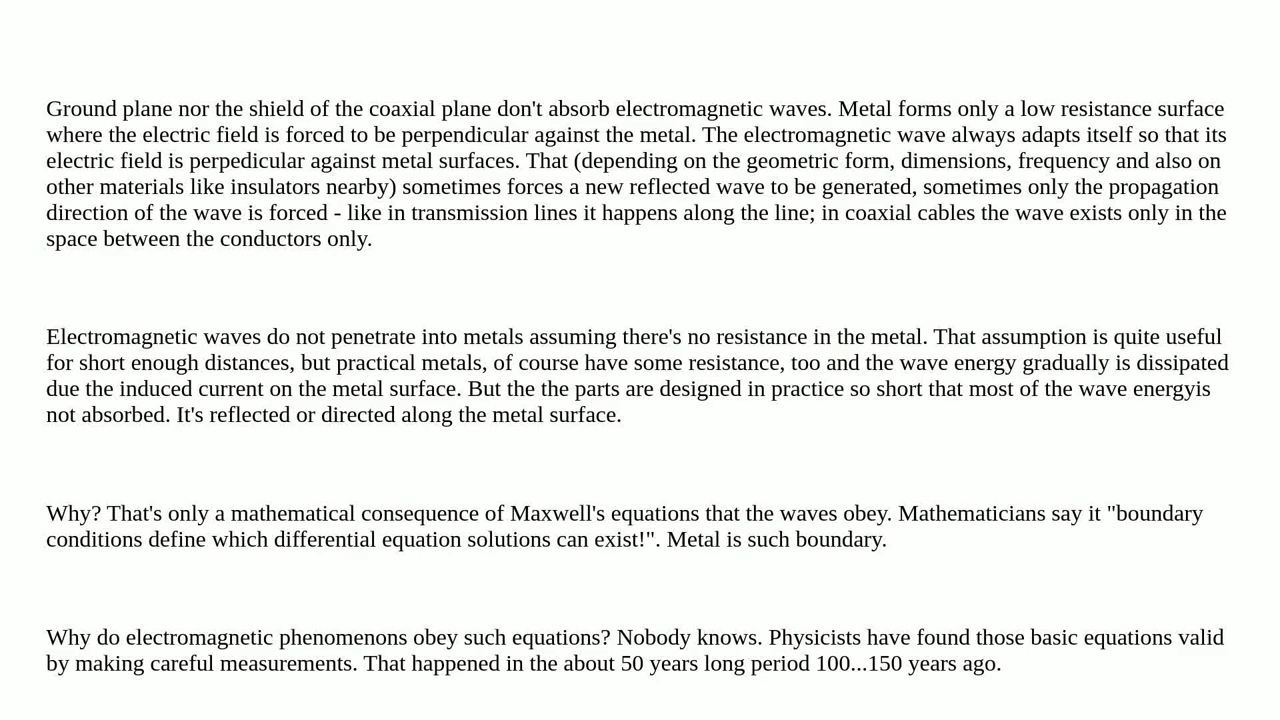 Ground plane nor the shield of the coaxial plane don't absorb electromagnetic waves. Metal forms only a low resistance surface
where the electric field is forced to be perpendicular against the metal. The electromagnetic wave always adapts itself so that its
electric field is perpedicular against metal surfaces. That (depending on the geometric form, dimensions, frequency and also on
other materials like insulators nearby) sometimes forces a new reflected wave to be generated, sometimes only the propagation
direction of the wave is forced - like in transmission lines it happens along the line; in coaxial cables the wave exists only in the
space between the conductors only.
Electromagnetic waves do not penetrate into metals assuming there's no resistance in the metal. That assumption is quite useful
for short enough distances, but practical metals, of course have some resistance, too and the wave energy gradually is dissipated
due the induced current on the metal surface. But the the parts are designed in practice so short that most of the wave energyis
not absorbed. It's reflected or directed along the metal surface.
Why? That's only a mathematical consequence of Maxwell's equations that the waves obey. Mathematicians say it "boundary
conditions define which differential equation solutions can exist!". Metal is such boundary.
Why do electromagnetic phenomenons obey such equations? Nobody knows. Physicists have found those basic equations valid
by making careful measurements. That happened in the about 50 years long period 100...150 years ago.